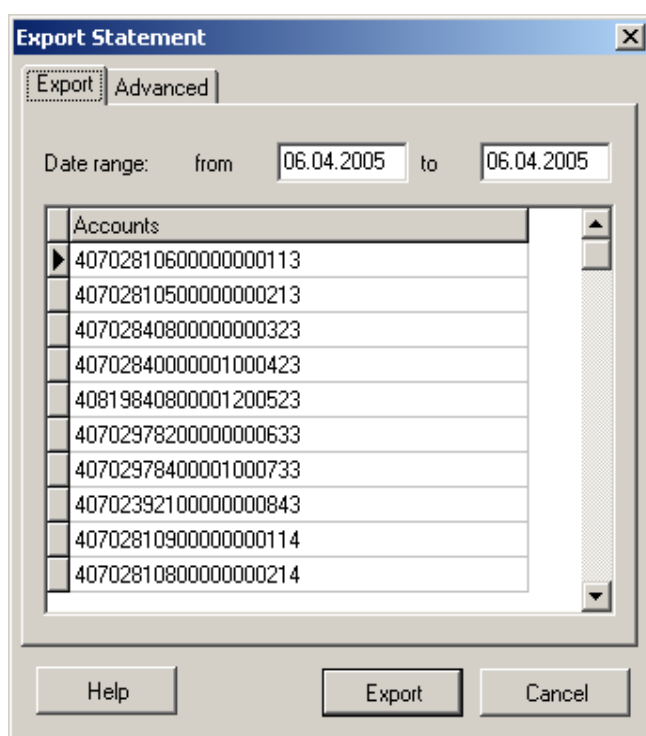 Export Statement
Export Advanced
Date range: from 06.04.2005 to 06.04.2005
Accounts
40702810600000000113
40702810500000000213
40702840800000000323
40702840000001000423
40819840800001200523
40702978200000000633
40702978400001000733
40702392100000000843
40702810900000000114
40702810800000000214
Help Export Cancel